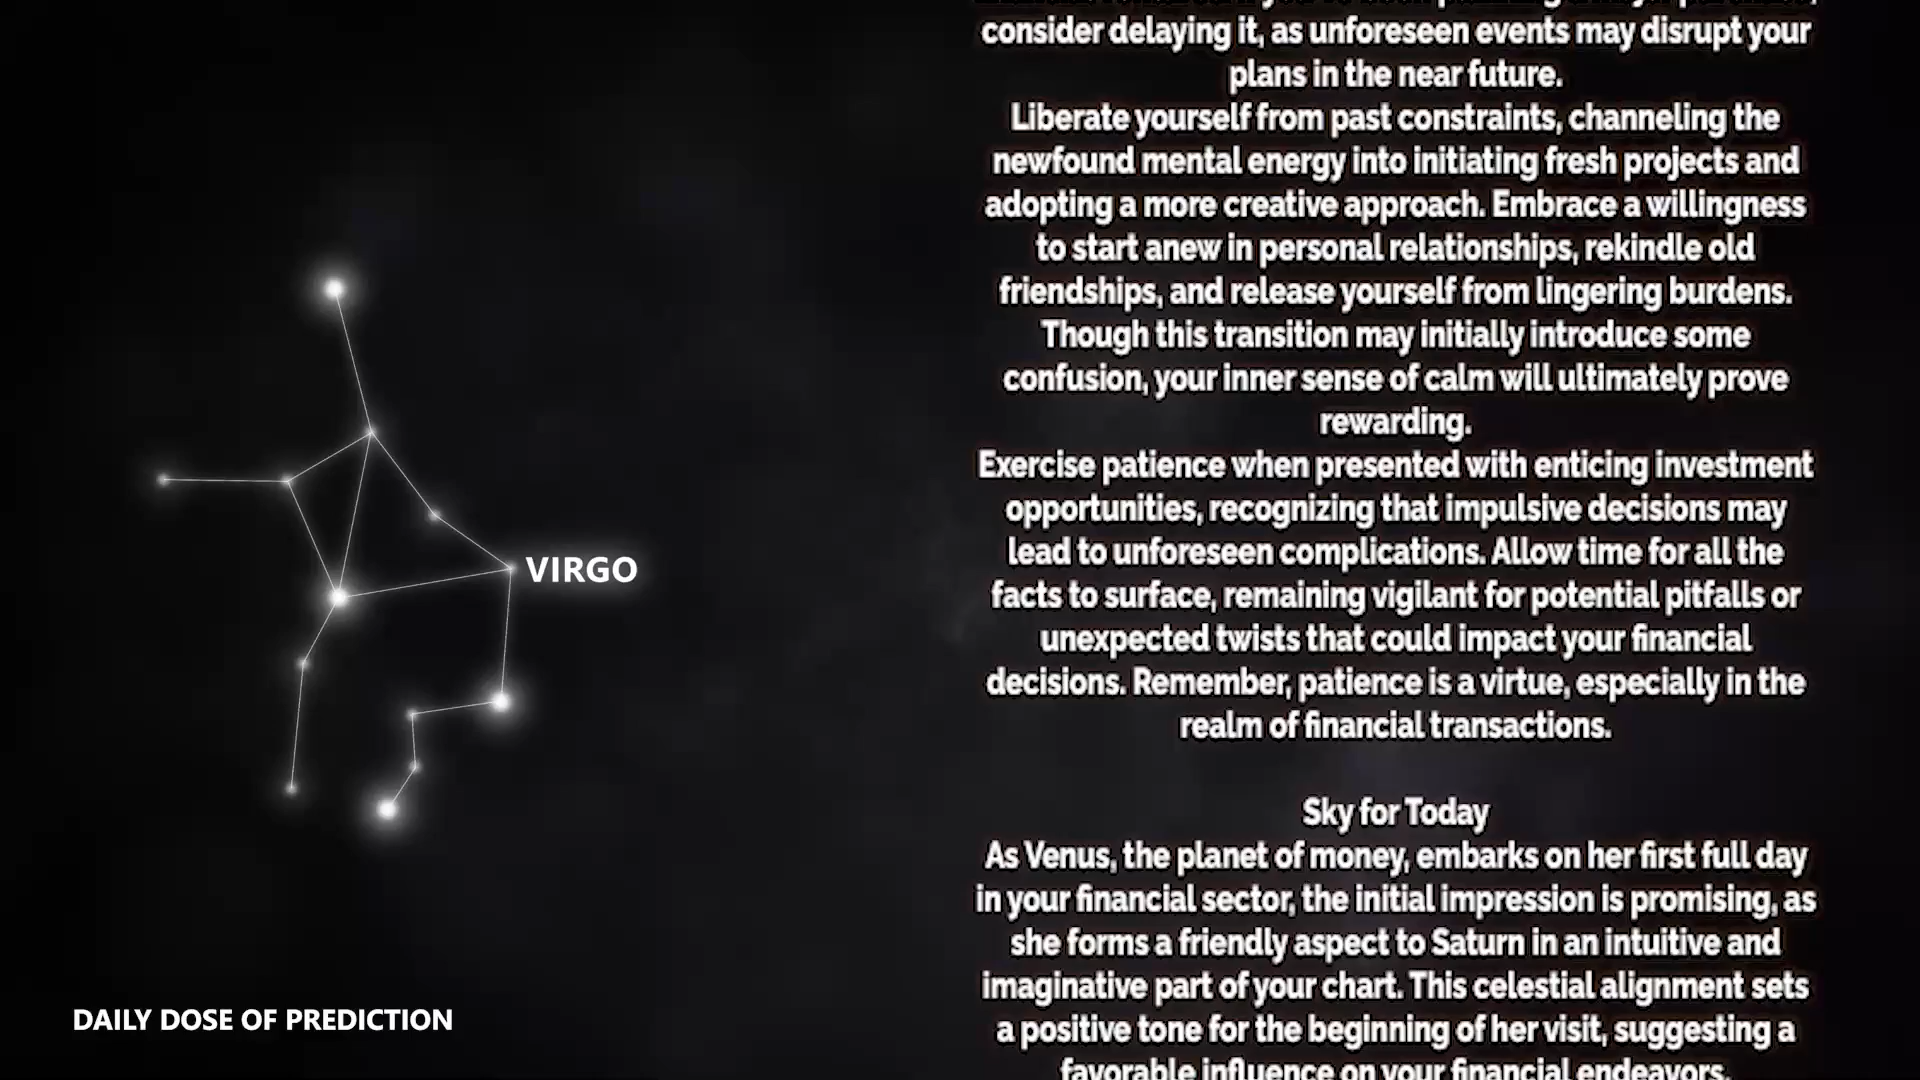 consider delaying it, as unforeseen events may disrupt your
plans in the near future.
Liberate yourself from past constraints, channeling the
newfound mental energy into initiating fresh projects and
adopting a more creative approach. Embrace a willingness
to start anew in personal relationships, rekindle old
friendships, and release yourself from lingering burdens.
Though this transition may initially introduce some
confusion, your inner sense of calm will ultimately prove
rewarding.
Exercise patience when presented with enticing investment
opportunities, recognizing that impulsive decisions may
lead to unforeseen complications. Allow time for all the
facts to surface, remaining vigilant for potential pitfalls or
unexpected twists that could impact your financial
decisions. Remember, patience is a virtue, especially in the
realm of financial transactions.
Sky for Today
As Venus, the planet of money, embarks on her first full day
in your financial sector, the initial impression is promising, as
she forms a friendly aspect to Saturn in an intuitive and
imaginative part of your chart. This celestial alignment sets
a positive tone for the beginning of her visit, suggesting a
favorable influence on your financial endeavors.
VIRGO
DAILY DOSE OF PREDICTION